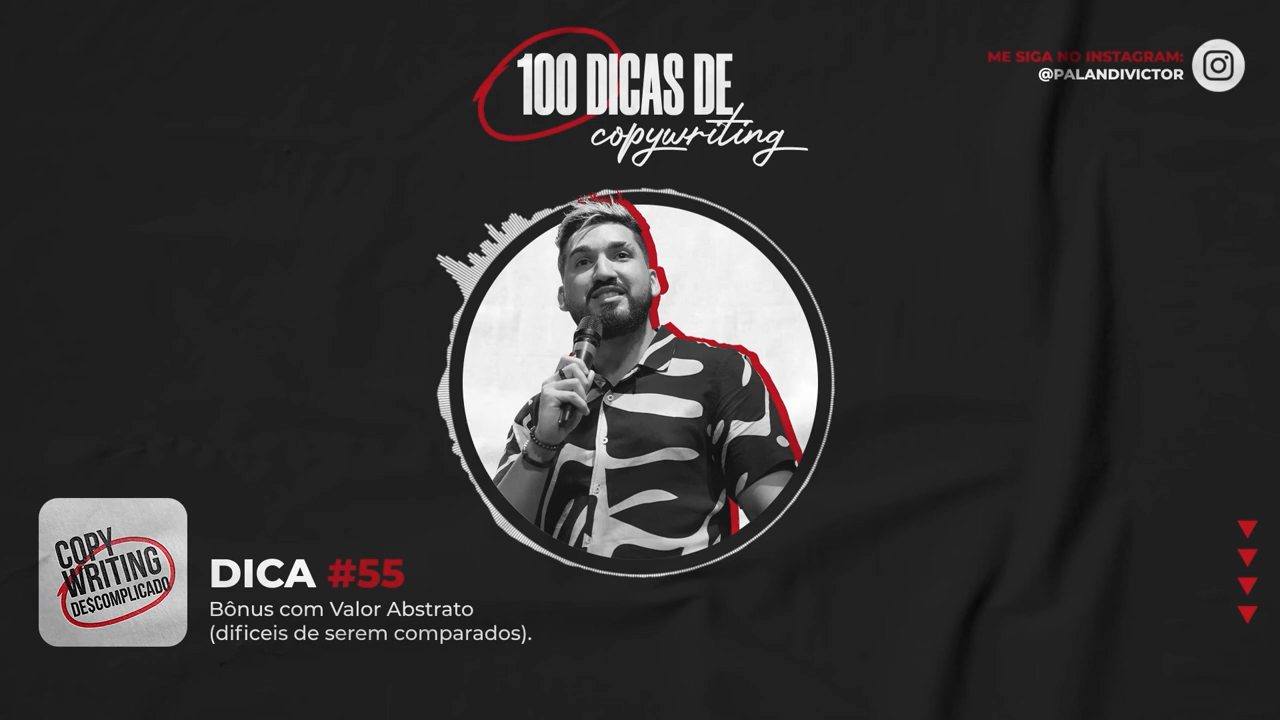 100 DICAS DE
copywriting
ME SIGA NO INSTAGRAM:
@PALANDIVICTOR
COPY
WRITING
DESCOMPLICADO
DICA #55
Bônus com Valor Abstrato
(dificeis de serem comparados).